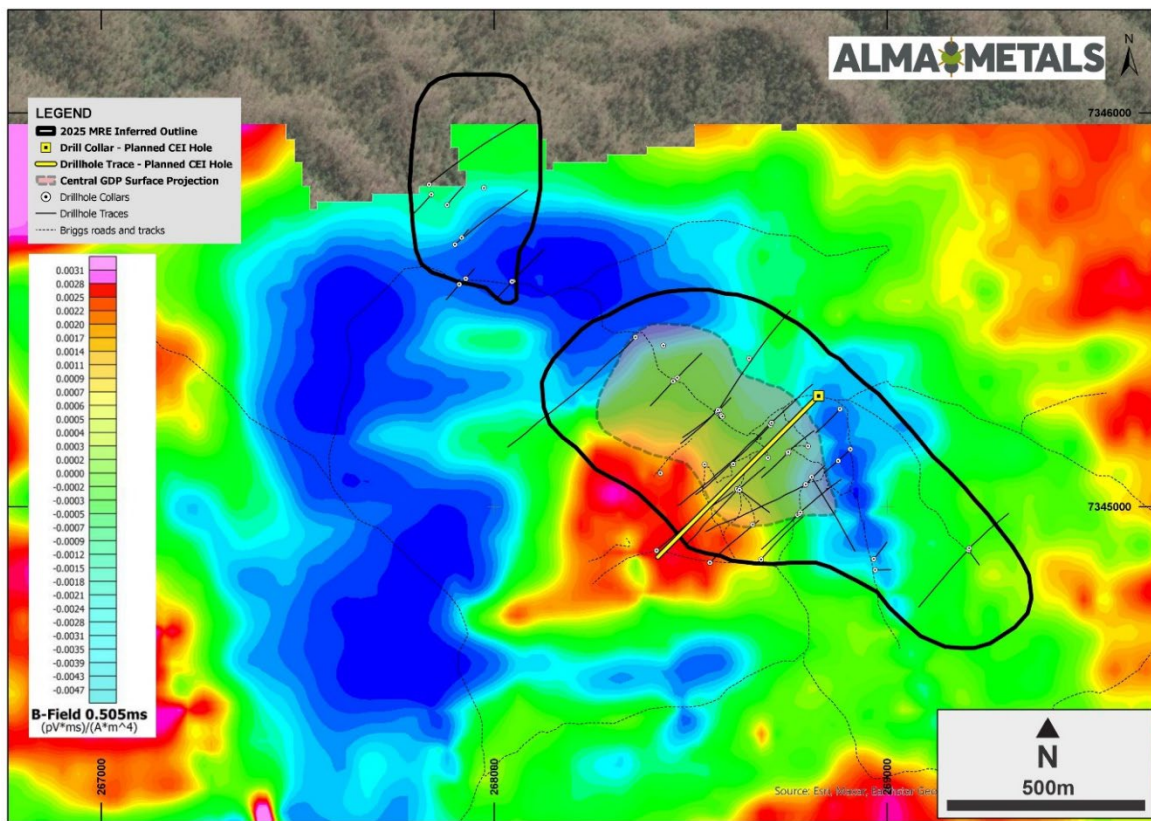 ALMA METALS
N
LEGEND
2025 MRE Inferred Outline
Drill Collar - Planned CEI Hole
Drillhole Trace - Planned CEI Hole
Central GDP Surface Projection
Drillhole Collars
Drillhole Traces
Briggs roads and tracks
7346000
0.0031
0.0028
0.0025
0.0020
0.0017
0.0014
0.0011
0.0009
0.0007
0.0006
0.0005
0.0004
0.0002
0.0000
-0.0003
-0.0005
-0.0007
-0.0009
-0.0012
-0.0015
-0.0018
-0.0021
-0.0024
-0.0028
-0.0031
-0.0035
-0.0039
-0.0043
-0.0047
B-Field 0.505ms
(pV*ms)/(A*m^4)
7345000
267000
268000
269000
N
500m
Source: Esri, Maxar, Earthstar